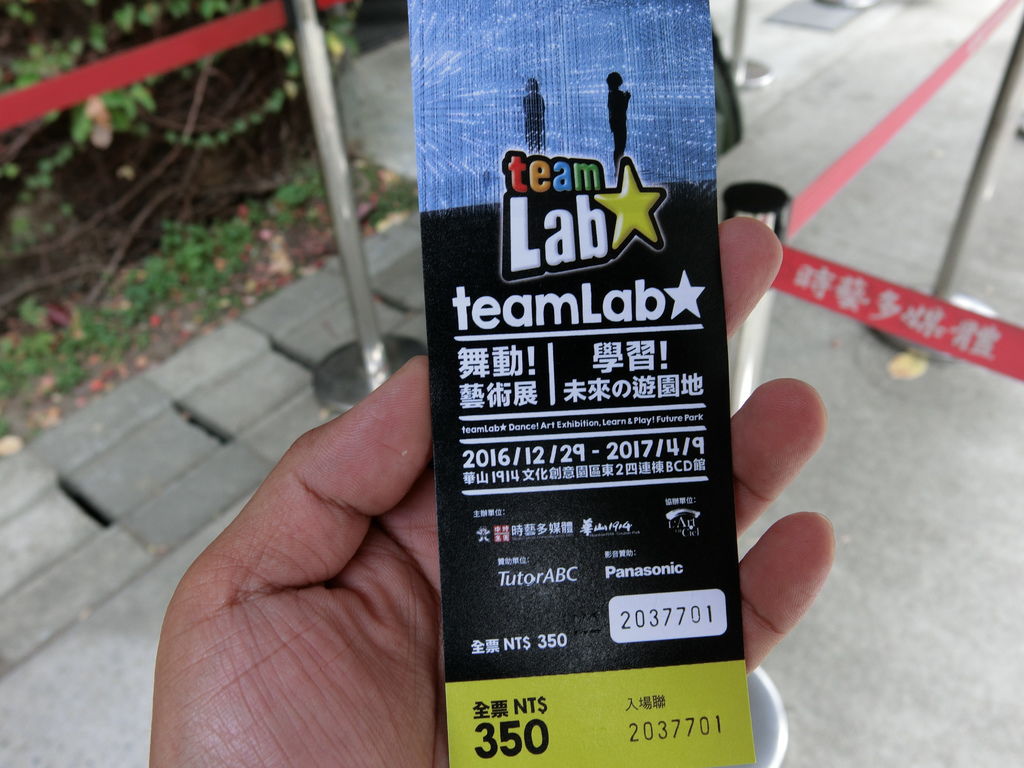 team
Lab
teamLab★
舞動! 學習!
藝術展 未來の遊園地
teamLab★ Dance! Art Exhibition, Learn & Play! Future Park
2016/12/29 - 2017/4/9
華山1914文化創意園區東2四連棟BCD館
主辦單位: 協辦單位:
時藝多媒體 華山1914 L'Art Ciel
贊助單位: 影音贊助:
TutorABC Panasonic
2037701
全票 NT$ 350
全票 NT$ 入場聯
350 2037701
時藝多媒體